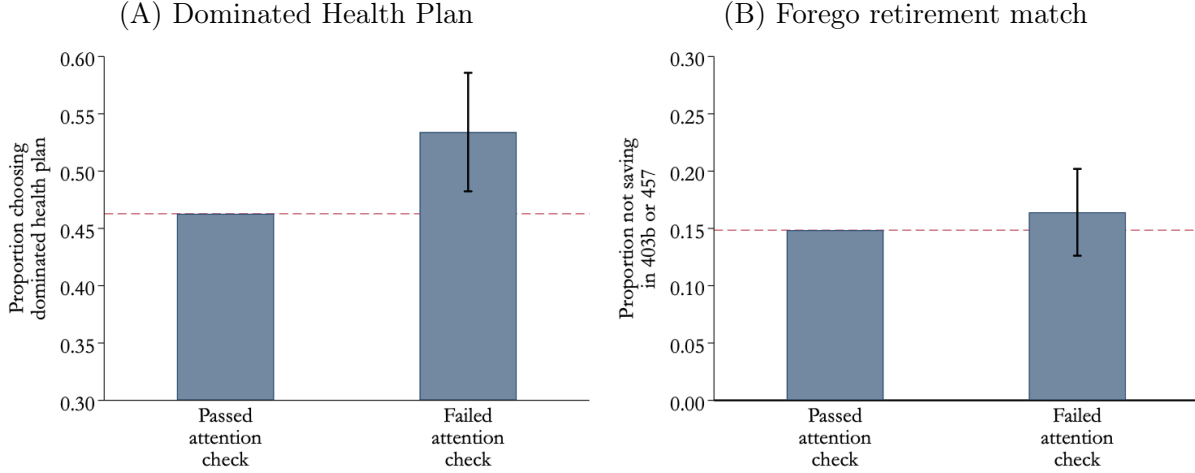 (A) Dominated Health Plan
Proportion choosing
dominated health plan
0.60
0.55
0.50
0.45
0.40
0.35
0.30
Passed
attention
check
Failed
attention
check
(B) Forego retirement match
Proportion not saving
in 403b or 457
0.30
0.25
0.20
0.15
0.10
0.05
0.00
Passed
attention
check
Failed
attention
check